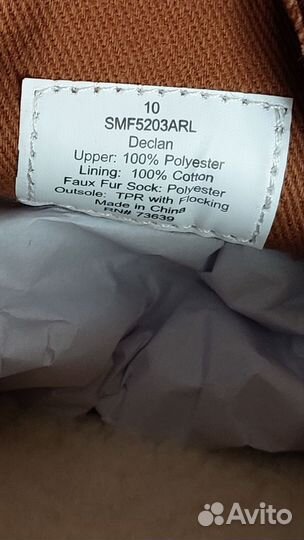 10
SMF5203ARL
Declan
Upper: 100% Polyester
Lining: 100% Cotton
Faux Fur Sock: Polyester
Outsole: TPR with Flocking
Made in China
RN# 73639
Avito